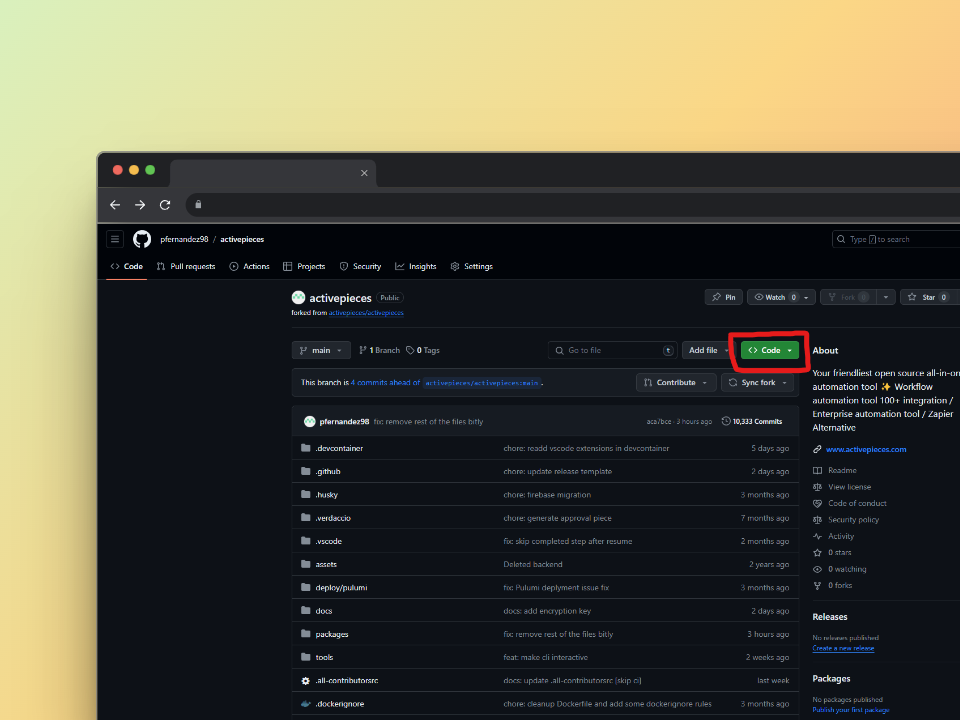 pfernandez98 / activepieces
Type / to search
Code Pull requests Actions Projects Security Insights Settings
activepieces Public
Pin Watch 0 Fork 0 Star 0
forked from activepieces/activepieces
main 1 Branch 0 Tags Go to file t Add file Code
This branch is 4 commits ahead of activepieces/activepieces:main .
Contribute Sync fork
pfernandez98 fix: remove rest of the files bitly aca7bce · 3 hours ago 10,333 Commits
.devcontainer chore: readd vscode extensions in devcontainer 5 days ago
.github chore: update release template 2 days ago
.husky chore: firebase migration 3 months ago
.verdaccio chore: generate approval piece 7 months ago
.vscode fix: skip completed step after resume 2 months ago
assets Deleted backend 2 years ago
deploy/pulumi fix: Pulumi deplyment issue fix 3 months ago
docs docs: add encryption key 2 days ago
packages fix: remove rest of the files bitly 3 hours ago
tools feat: make cli interactive 2 weeks ago
.all-contributorsrc docs: update .all-contributorsrc [skip ci] last week
.dockerignore chore: cleanup Dockerfile and add some dockerignore rules 3 months ago
About
Your friendliest open source all-in-on
automation tool ✨ Workflow
automation tool 100+ integration /
Enterprise automation tool / Zapier
Alternative
www.activepieces.com
Readme
View license
Code of conduct
Security policy
Activity
0 stars
0 watching
0 forks
Releases
No releases published
Create a new release
Packages
No packages published
Publish your first package